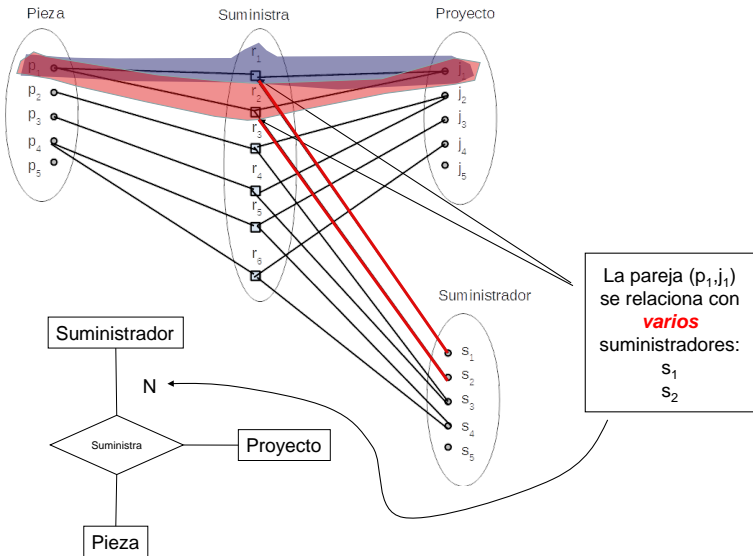 Pieza
Suministra
Proyecto
p1
p2
p3
p4
p5
r1
r2
r3
r4
r5
r6
j1
j2
j3
j4
j5
Suministrador
s1
s2
s3
s4
s5
La pareja (p1,j1)
se relaciona con
varios
suministradores:
s1
s2
Suministrador
N
Suministra
Proyecto
Pieza